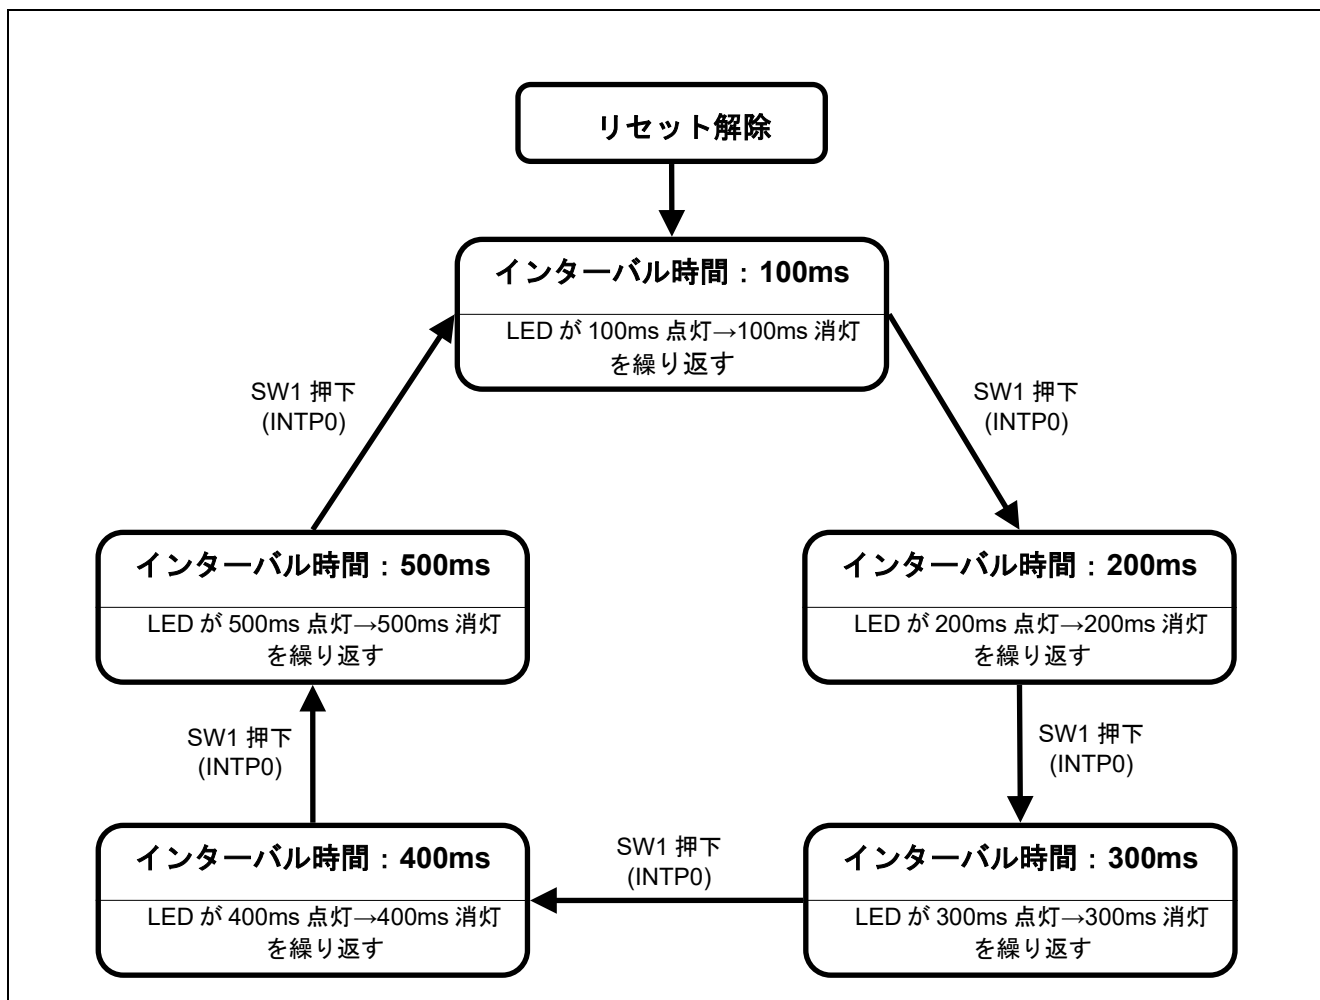 リセット解除
インターバル時間：100ms
LED が 100ms 点灯→100ms 消灯
を繰り返す
SW1 押下
(INTP0)
SW1 押下
(INTP0)
インターバル時間：500ms
LED が 500ms 点灯→500ms 消灯
を繰り返す
インターバル時間：200ms
LED が 200ms 点灯→200ms 消灯
を繰り返す
SW1 押下
(INTP0)
SW1 押下
(INTP0)
インターバル時間：400ms
LED が 400ms 点灯→400ms 消灯
を繰り返す
SW1 押下
(INTP0)
インターバル時間：300ms
LED が 300ms 点灯→300ms 消灯
を繰り返す